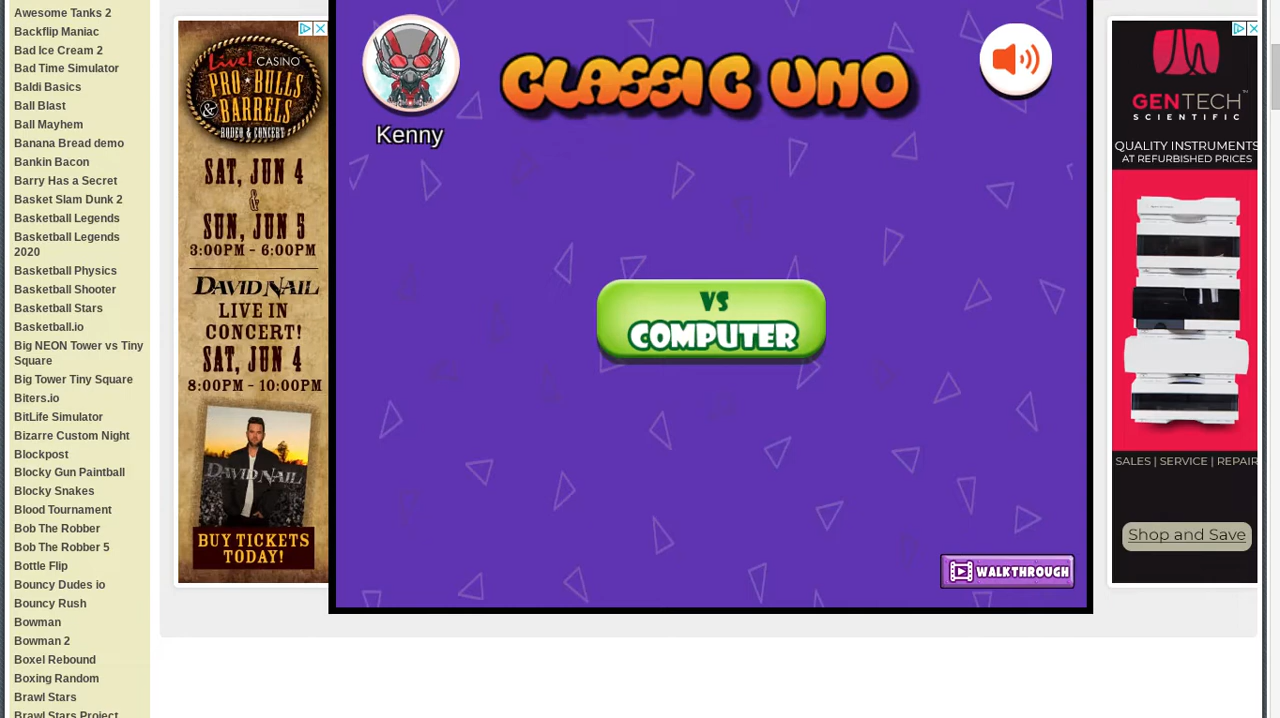 Awesome Tanks 2
Backflip Maniac
Bad Ice Cream 2
Bad Time Simulator
Baldi Basics
Ball Blast
Ball Mayhem
Banana Bread demo
Bankin Bacon
Barry Has a Secret
Basket Slam Dunk 2
Basketball Legends
Basketball Legends
2020
Basketball Physics
Basketball Shooter
Basketball Stars
Basketball.io
Big NEON Tower vs Tiny
Square
Big Tower Tiny Square
Biters.io
BitLife Simulator
Bizarre Custom Night
Blockpost
Blocky Gun Paintball
Blocky Snakes
Blood Tournament
Bob The Robber
Bob The Robber 5
Bottle Flip
Bouncy Dudes io
Bouncy Rush
Bowman
Bowman 2
Boxel Rebound
Boxing Random
Brawl Stars
Brawl Stars Project
Live! CASINO
PRO BULLS
& BARRELS
RODEO & CONCERT!
SAT, JUN 4
&
SUN, JUN 5
3:00PM - 6:00PM
DAVID NAIL
LIVE IN
CONCERT!
SAT, JUN 4
8:00PM - 10:00PM
DAVID NAIL
BUY TICKETS
TODAY!
Kenny
CLASSIC UNO
VS
COMPUTER
WALKTHROUGH
GENTECH
SCIENTIFIC
QUALITY INSTRUMENTS
AT REFURBISHED PRICES
SALES | SERVICE | REPAIR
Shop and Save